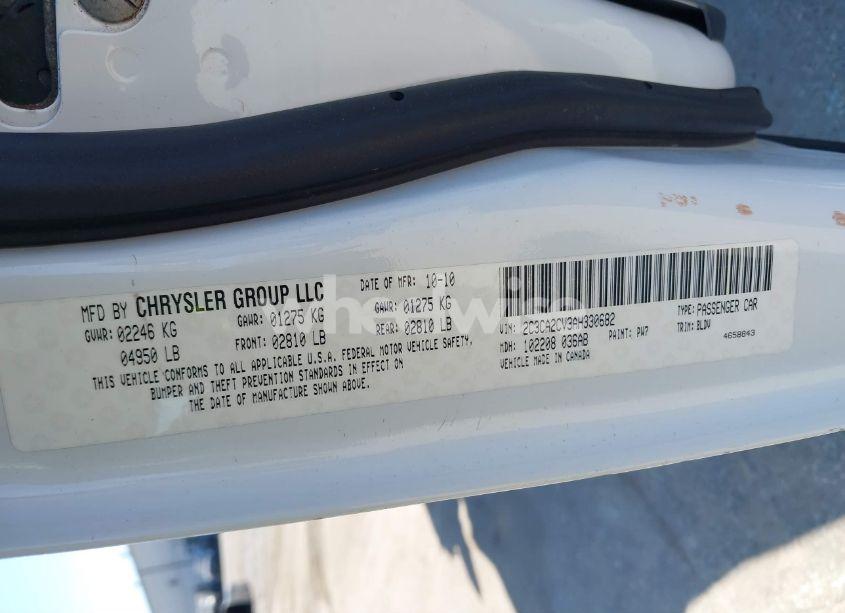 MFD BY CHRYSLER GROUP LLC
DATE OF MFR: 10-10
GVWR: 02246 KG
04950 LB
GAWR: 01275 KG
FRONT: 02810 LB
GAWR: 01275 KG
REAR: 02810 LB
THIS VEHICLE CONFORMS TO ALL APPLICABLE U.S.A. FEDERAL MOTOR VEHICLE SAFETY,
BUMPER AND THEFT PREVENTION STANDARDS IN EFFECT ON
THE DATE OF MANUFACTURE SHOWN ABOVE.
VIN: 2C3CA2CV3AH330682
MDH: 102208 036AB
PAINT: PW7
VEHICLE MADE IN CANADA
TYPE: PASSENGER CAR
TRIM: BLDV
4658843
wheelwire